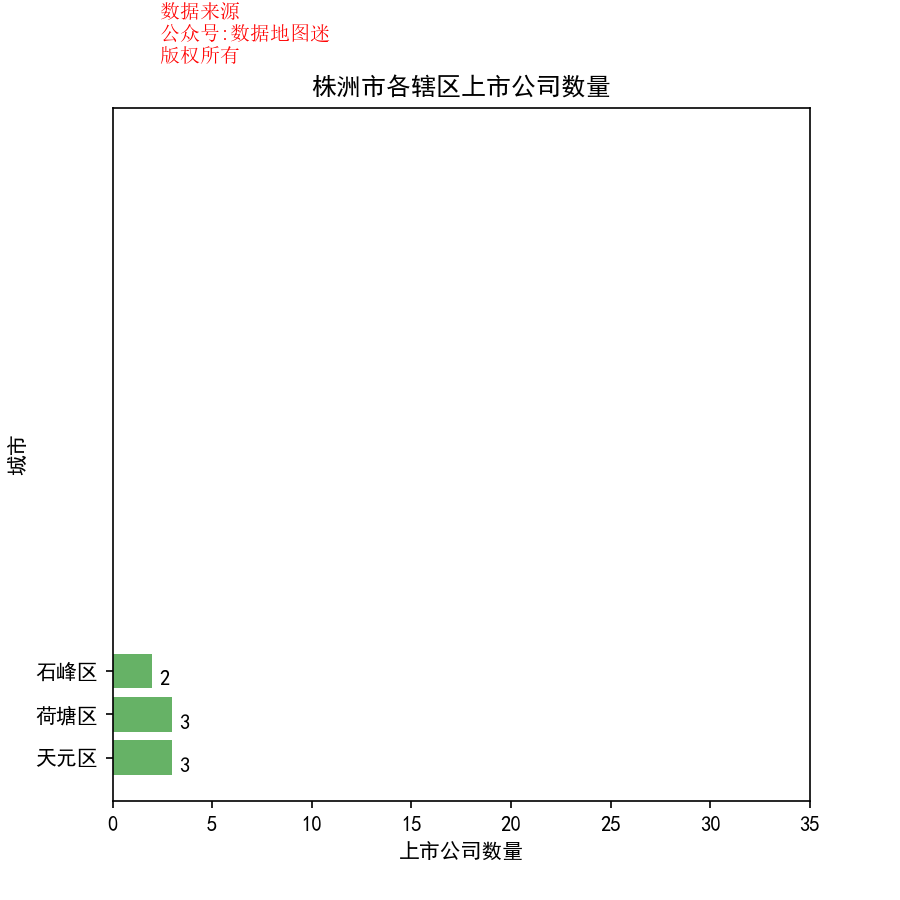 数据来源
公众号:数据地图迷
版权所有
株洲市各辖区上市公司数量
城市
石峰区
2
荷塘区
3
天元区
3
0 5 10 15 20 25 30 35
上市公司数量